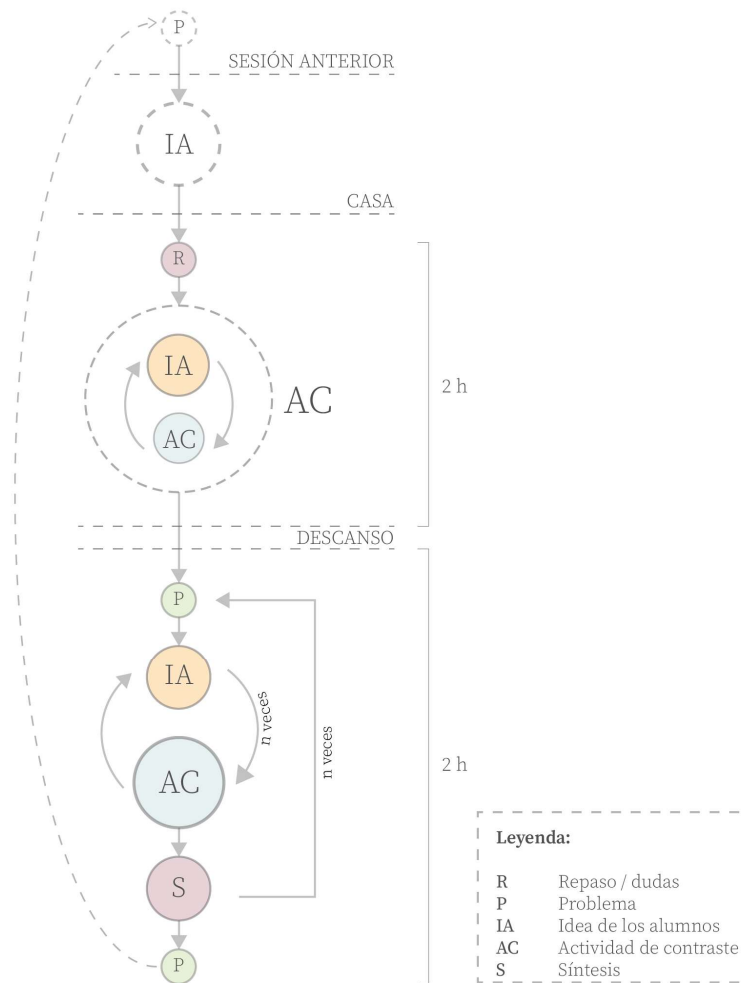 P
SESIÓN ANTERIOR
IA
CASA
R
IA
AC
AC
2 h
DESCANSO
P
IA
n veces
n veces
AC
2 h
S
P
Leyenda:
R Repaso / dudas
P Problema
IA Idea de los alumnos
AC Actividad de contraste
S Síntesis